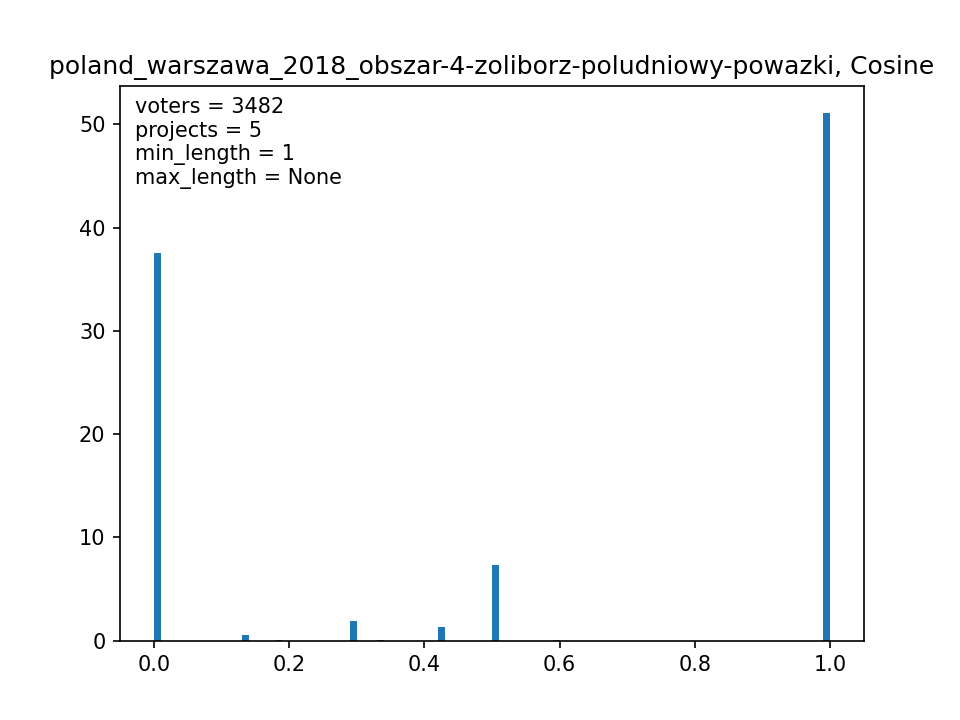 poland_warszawa_2018_obszar-4-zoliborz-poludniowy-powazki, Cosine
voters = 3482
projects = 5
min_length = 1
max_length = None
50
40
30
20
10
0
0.0 0.2 0.4 0.6 0.8 1.0